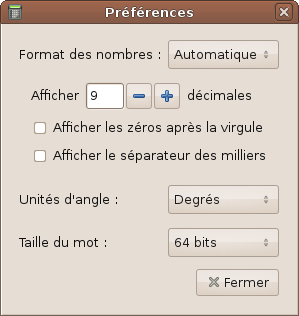 Préférences
Format des nombres : Automatique
Afficher 9 décimales
Afficher les zéros après la virgule
Afficher le séparateur des milliers
Unités d'angle : Degrés
Taille du mot : 64 bits
Fermer